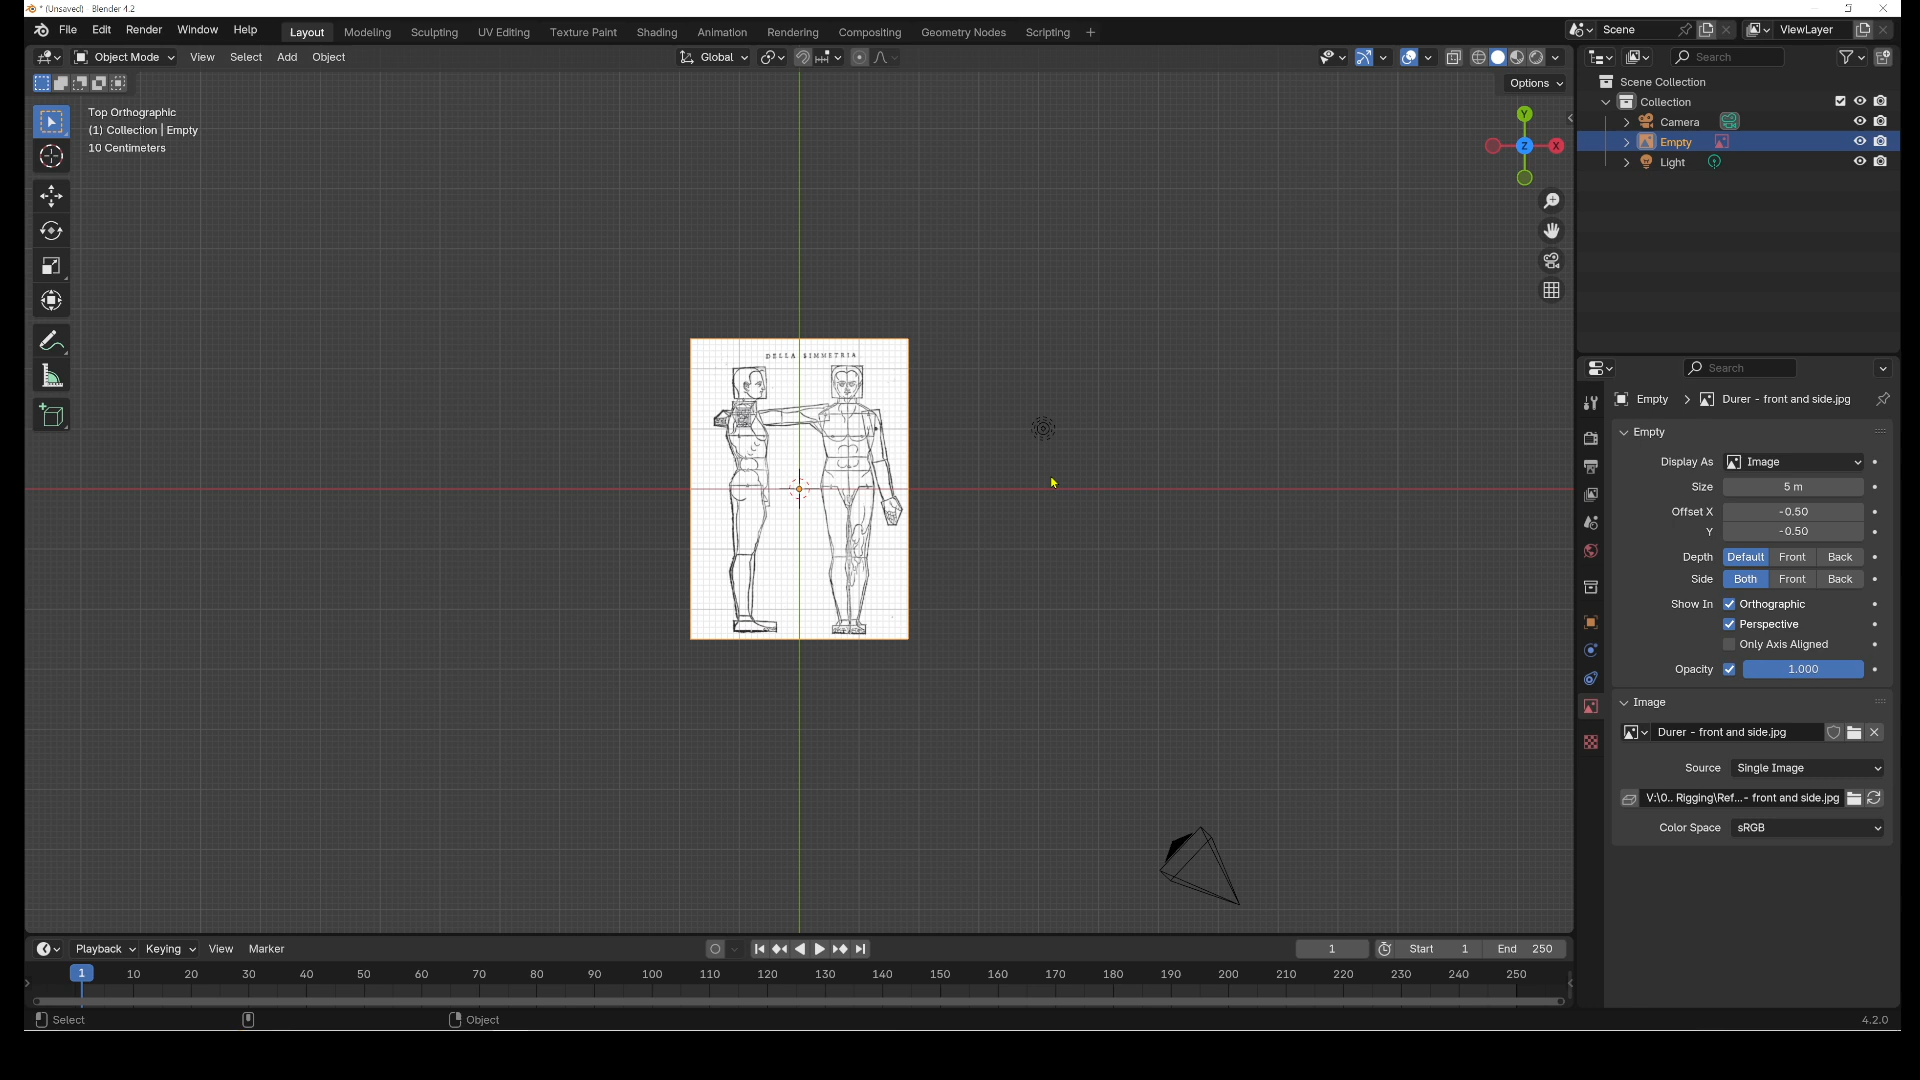 * (Unsaved) - Blender 4.2
File Edit Render Window Help
Layout Modeling Sculpting UV Editing Texture Paint Shading Animation Rendering Compositing Geometry Nodes Scripting +
Scene
ViewLayer
Object Mode View Select Add Object
Global
Search
Options
Top Orthographic
(1) Collection | Empty
10 Centimeters
Y
X
Z
Scene Collection
Collection
Camera
Empty
Light
DELLA SIMMETRIA
Search
Empty > Durer - front and side.jpg
Empty
Display As Image
Size 5 m
Offset X -0.50
Y -0.50
Depth Default Front Back
Side Both Front Back
Show In Orthographic
Perspective
Only Axis Aligned
Opacity 1.000
Image
Durer - front and side.jpg
Source Single Image
V:\0.. Rigging\Ref...- front and side.jpg
Color Space sRGB
Playback Keying View Marker
1 Start 1 End 250
1 10 20 30 40 50 60 70 80 90 100 110 120 130 140 150 160 170 180 190 200 210 220 230 240 250
Select
Object
4.2.0